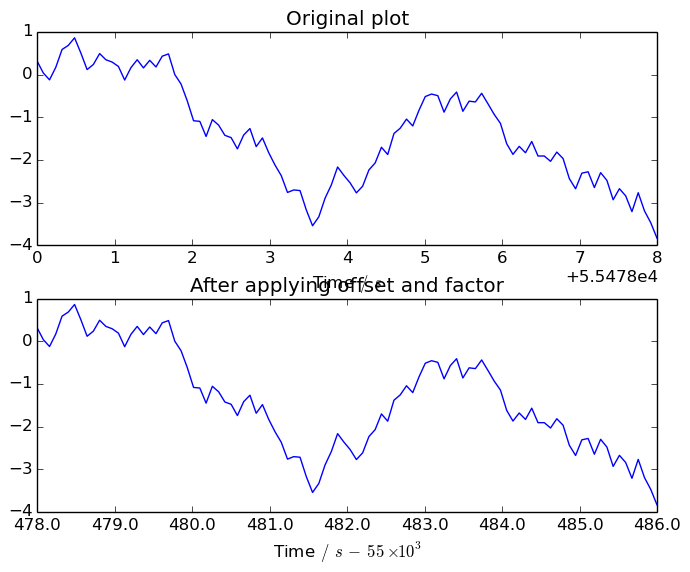 Original plot
1
0
−1
−2
−3
−4
0 1 2 3 4 5 6 7 8
Time / s
+5.5478e4
After applying offset and factor
1
0
−1
−2
−3
−4
478.0 479.0 480.0 481.0 482.0 483.0 484.0 485.0 486.0
Time / s − 55×10³